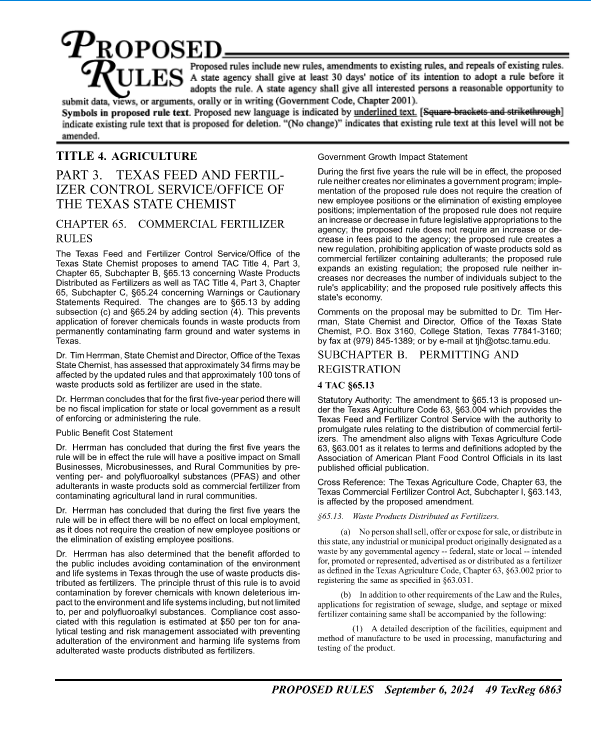 PROPOSED
RULES
Proposed rules include new rules, amendments to existing rules, and repeals of existing rules.
A state agency shall give at least 30 days' notice of its intention to adopt a rule before it
adopts the rule. A state agency shall give all interested persons a reasonable opportunity to
submit data, views, or arguments, orally or in writing (Government Code, Chapter 2001).
Symbols in proposed rule text. Proposed new language is indicated by underlined text. [Square brackets and strikethrough]
indicate existing rule text that is proposed for deletion. "(No change)" indicates that existing rule text at this level will not be
amended.
TITLE 4. AGRICULTURE
PART 3. TEXAS FEED AND FERTIL-
IZER CONTROL SERVICE/OFFICE OF
THE TEXAS STATE CHEMIST
CHAPTER 65. COMMERCIAL FERTILIZER
RULES
The Texas Feed and Fertilizer Control Service/Office of the
Texas State Chemist proposes to amend TAC Title 4, Part 3,
Chapter 65, Subchapter B, §65.13 concerning Waste Products
Distributed as Fertilizers as well as TAC Title 4, Part 3, Chapter
65, Subchapter C, §65.24 concerning Warnings or Cautionary
Statements Required. The changes are to §65.13 by adding
subsection (c) and §65.24 by adding section (4). This prevents
application of forever chemicals founds in waste products from
permanently contaminating farm ground and water systems in
Texas.
Dr. Tim Herrman, State Chemist and Director, Office of the Texas
State Chemist, has assessed that approximately 34 firms may be
affected by the updated rules and that approximately 100 tons of
waste products sold as fertilizer are used in the state.
Dr. Herrman concludes that for the first five-year period there will
be no fiscal implication for state or local government as a result
of enforcing or administering the rule.
Public Benefit Cost Statement
Dr. Herrman has concluded that during the first five years the
rule will be in effect the rule will have a positive impact on Small
Businesses, Microbusinesses, and Rural Communities by pre-
venting per- and polyfluoroalkyl substances (PFAS) and other
adulterants in waste products sold as commercial fertilizer from
contaminating agricultural land in rural communities.
Dr. Herrman has concluded that during the first five years the
rule will be in effect there will be no effect on local employment,
as it does not require the creation of new employee positions or
the elimination of existing employee positions.
Dr. Herrman has also determined that the benefit afforded to
the public includes avoiding contamination of the environment
and life systems in Texas through the use of waste products dis-
tributed as fertilizers. The principle thrust of this rule is to avoid
contamination by forever chemicals with known deleterious im-
pact to the environment and life systems including, but not limited
to, per and polyfluoroalkyl substances. Compliance cost asso-
ciated with this regulation is estimated at $50 per ton for ana-
lytical testing and risk management associated with preventing
adulteration of the environment and harming life systems from
adulterated waste products distributed as fertilizers.
Government Growth Impact Statement
During the first five years the rule will be in effect, the proposed
rule neither creates nor eliminates a government program; imple-
mentation of the proposed rule does not require the creation of
new employee positions or the elimination of existing employee
positions; implementation of the proposed rule does not require
an increase or decrease in future legislative appropriations to the
agency; the proposed rule does not require an increase or de-
crease in fees paid to the agency; the proposed rule creates a
new regulation, prohibiting application of waste products sold as
commercial fertilizer containing adulterants; the proposed rule
expands an existing regulation; the proposed rule neither in-
creases nor decreases the number of individuals subject to the
rule's applicability; and the proposed rule positively affects this
state's economy.
Comments on the proposal may be submitted to Dr. Tim Her-
rman, State Chemist and Director, Office of the Texas State
Chemist, P.O. Box 3160, College Station, Texas 77841-3160;
by fax at (979) 845-1389; or by e-mail at tjh@otsc.tamu.edu.
SUBCHAPTER B. PERMITTING AND
REGISTRATION
4 TAC §65.13
Statutory Authority: The amendment to §65.13 is proposed un-
der the Texas Agriculture Code 63, §63.004 which provides the
Texas Feed and Fertilizer Control Service with the authority to
promulgate rules relating to the distribution of commercial fertil-
izers. The amendment also aligns with Texas Agriculture Code
63, §63.001 as it relates to terms and definitions adopted by the
Association of American Plant Food Control Officials in its last
published official publication.
Cross Reference: The Texas Agriculture Code, Chapter 63, the
Texas Commercial Fertilizer Control Act, Subchapter I, §63.143,
is affected by the proposed amendment.
§65.13. Waste Products Distributed as Fertilizers.
(a) No person shall sell, offer or expose for sale, or distribute in
this state, any industrial or municipal product originally designated as a
waste by any governmental agency -- federal, state or local -- intended
for, promoted or represented, advertised or distributed as a fertilizer
as defined in the Texas Agriculture Code, Chapter 63, §63.002 prior to
registering the same as specified in §63.031.
(b) In addition to other requirements of the Law and the Rules,
applications for registration of sewage, sludge, and septage or mixed
fertilizer containing same shall be accompanied by the following:
(1) A detailed description of the facilities, equipment and
method of manufacture to be used in processing, manufacturing and
testing of the product.
PROPOSED RULES September 6, 2024 49 TexReg 6863